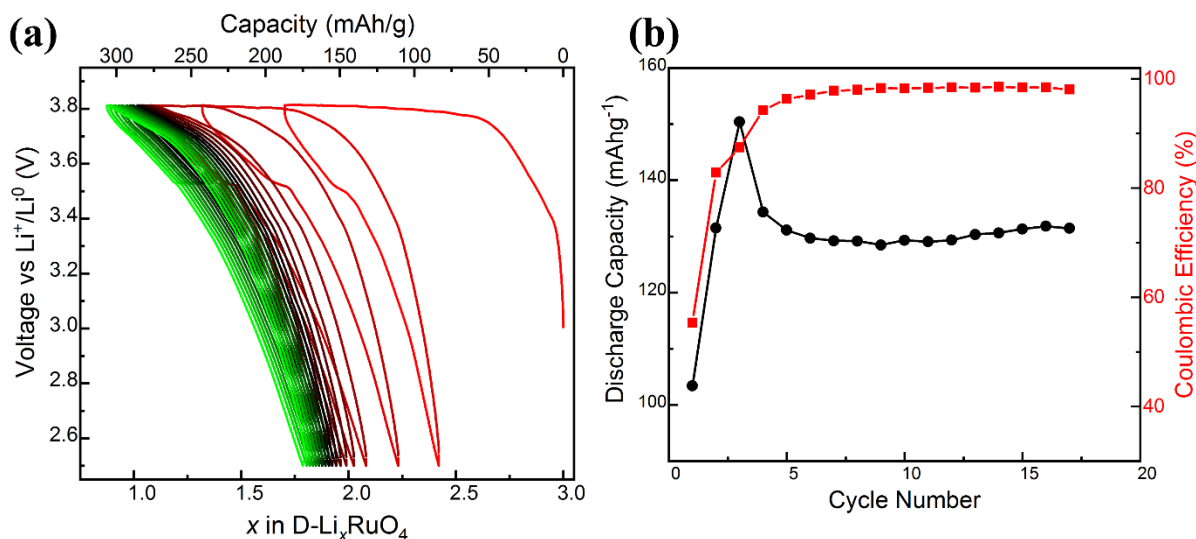 (a)
Capacity (mAh/g)
300 250 200 150 100 50 0
Voltage vs Li⁺/Li⁰ (V)
3.8
3.6
3.4
3.2
3.0
2.8
2.6
1.0 1.5 2.0 2.5 3.0
x in D-LiₓRuO₄
(b)
Discharge Capacity (mAhg⁻¹)
160
140
120
100
Coulombic Efficiency (%)
100
80
60
40
0 5 10 15 20
Cycle Number